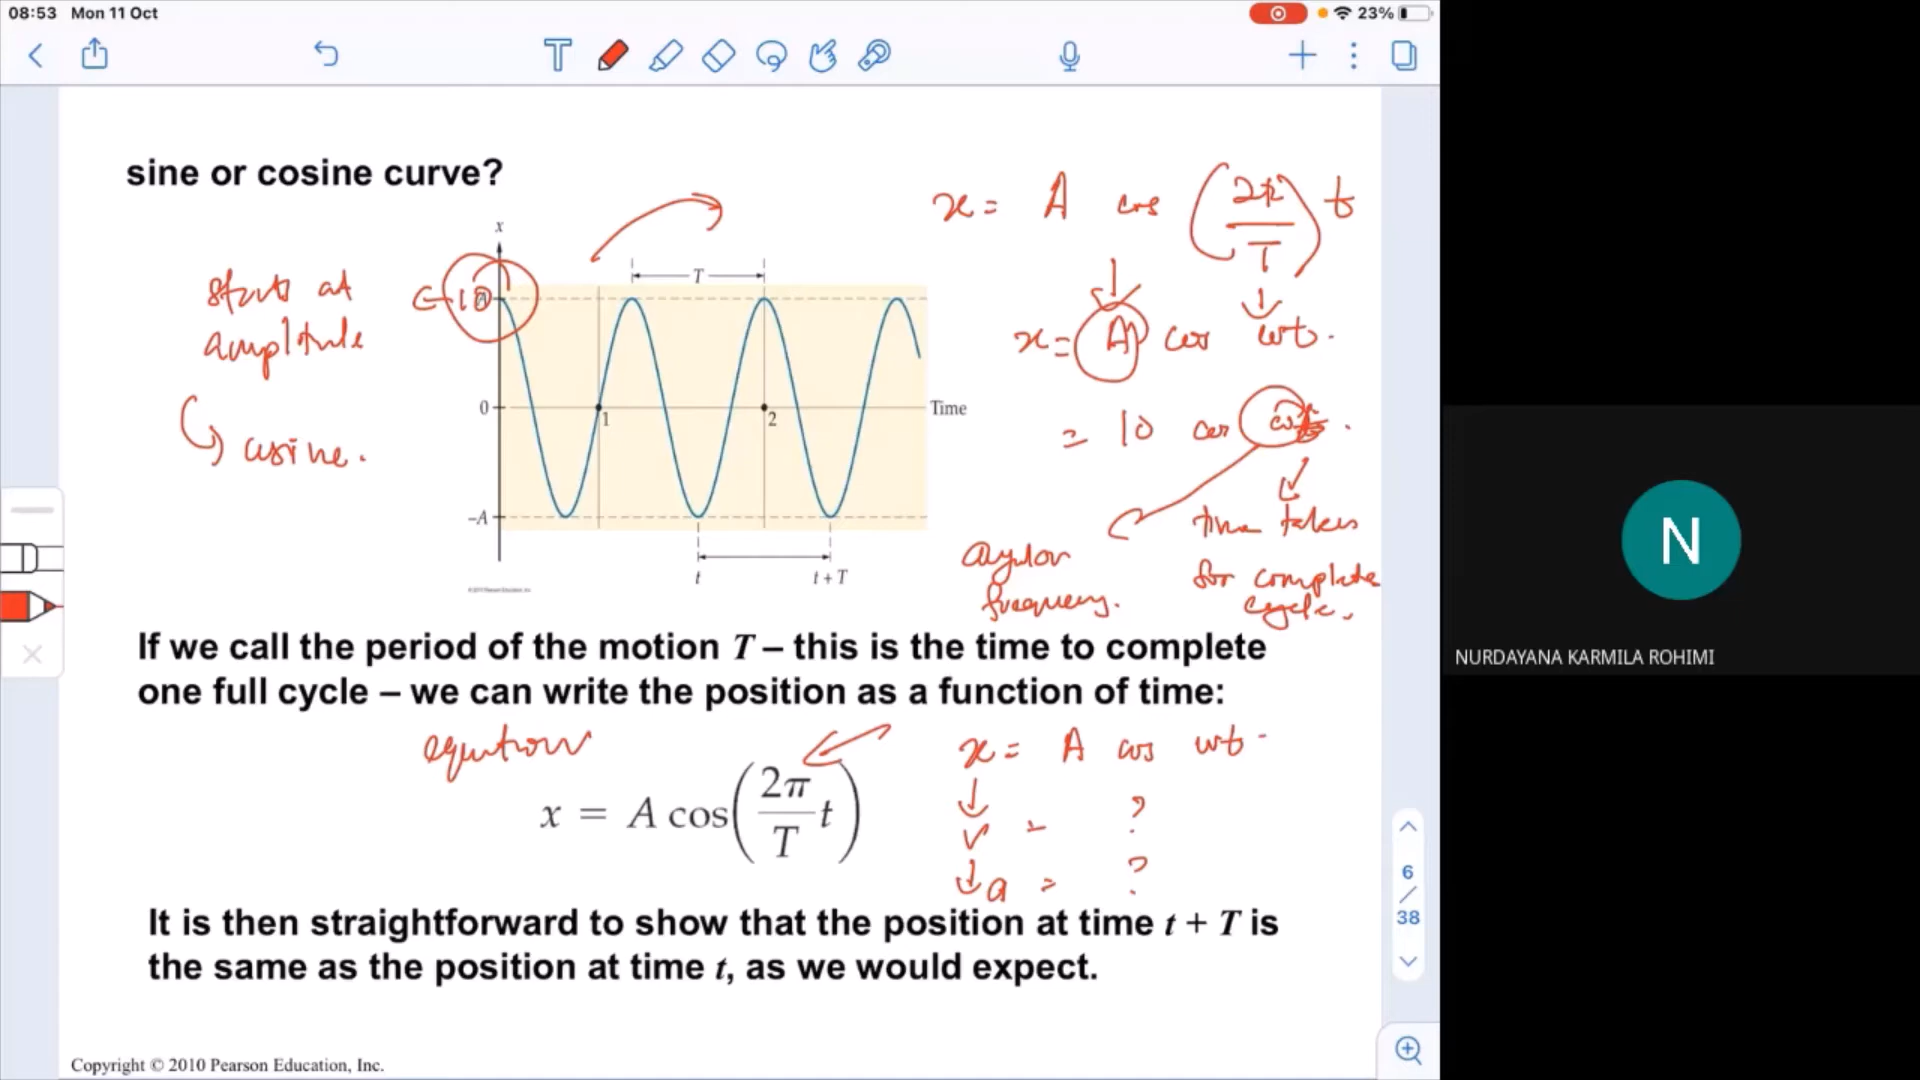 08:53 Mon 11 Oct
23%
sine or cosine curve?
x = A cos (2π/T) t
x
T
starts at
amplitude
10
x = A cos ωt.
0
1
2
Time
= 10 cos ωt.
cosine.
-A
time takes
for complete
cycle.
frequency.
t
t + T
©2010 Pearson Education, Inc.
If we call the period of the motion T – this is the time to complete
one full cycle – we can write the position as a function of time:
equation
x = A cos ωt.
x = A cos(2π/T t)
v = ?
a = ?
It is then straightforward to show that the position at time t + T is
the same as the position at time t, as we would expect.
Copyright © 2010 Pearson Education, Inc.
6
/
38
N
NURDAYANA KARMILA ROHIMI